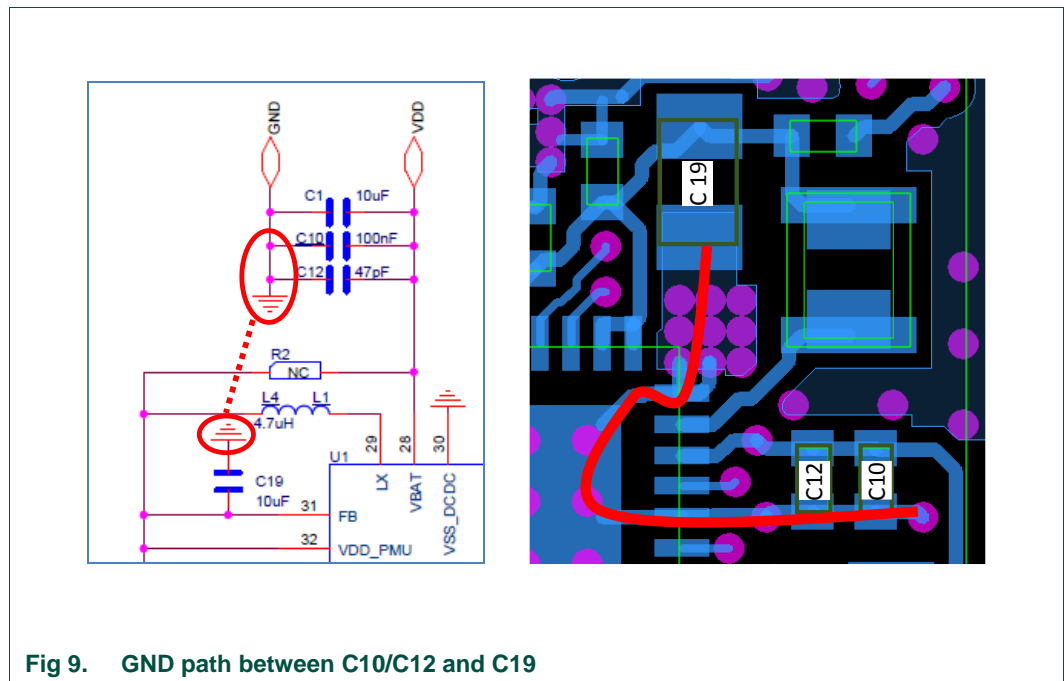 GND
VDD
C1 10uF
C10 100nF
C12 47pF
R2
NC
L4 L1
4.7uH
29
28
30
U1
LX
VBAT
VSS_DCDC
C19
10uF
31
FB
32
VDD_PMU
C 19
C12
C10
Fig 9. GND path between C10/C12 and C19